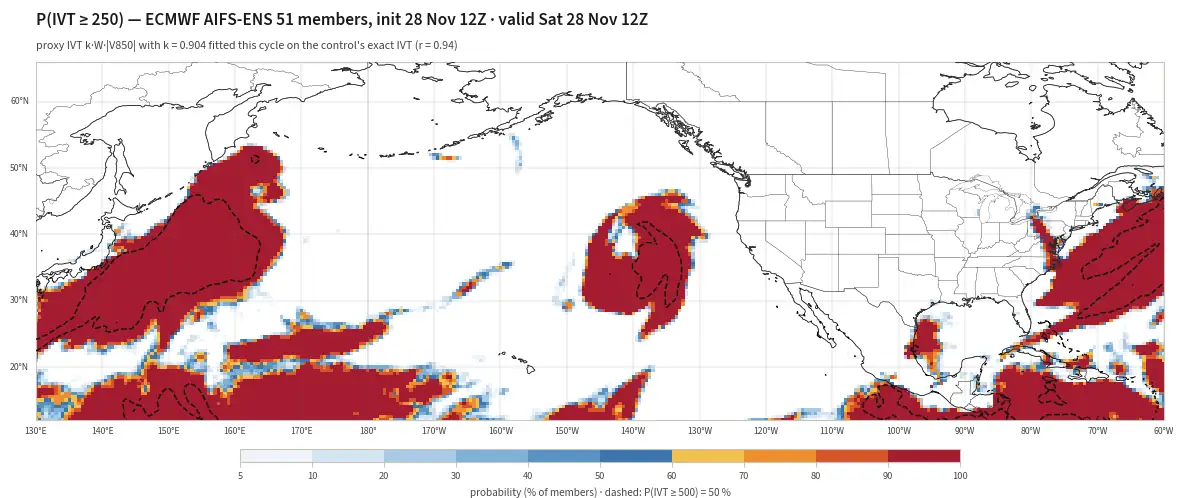 P(IVT ≥ 250) — ECMWF AIFS-ENS 51 members, init 28 Nov 12Z · valid Sat 28 Nov 12Z
proxy IVT k·W·|V850| with k = 0.904 fitted this cycle on the control's exact IVT (r = 0.94)
60°N
50°N
40°N
30°N
20°N
130°E 140°E 150°E 160°E 170°E 180° 170°W 160°W 150°W 140°W 130°W 120°W 110°W 100°W 90°W 80°W 70°W 60°W
5 10 20 30 40 50 60 70 80 90 100
probability (% of members) · dashed: P(IVT ≥ 500) = 50 %